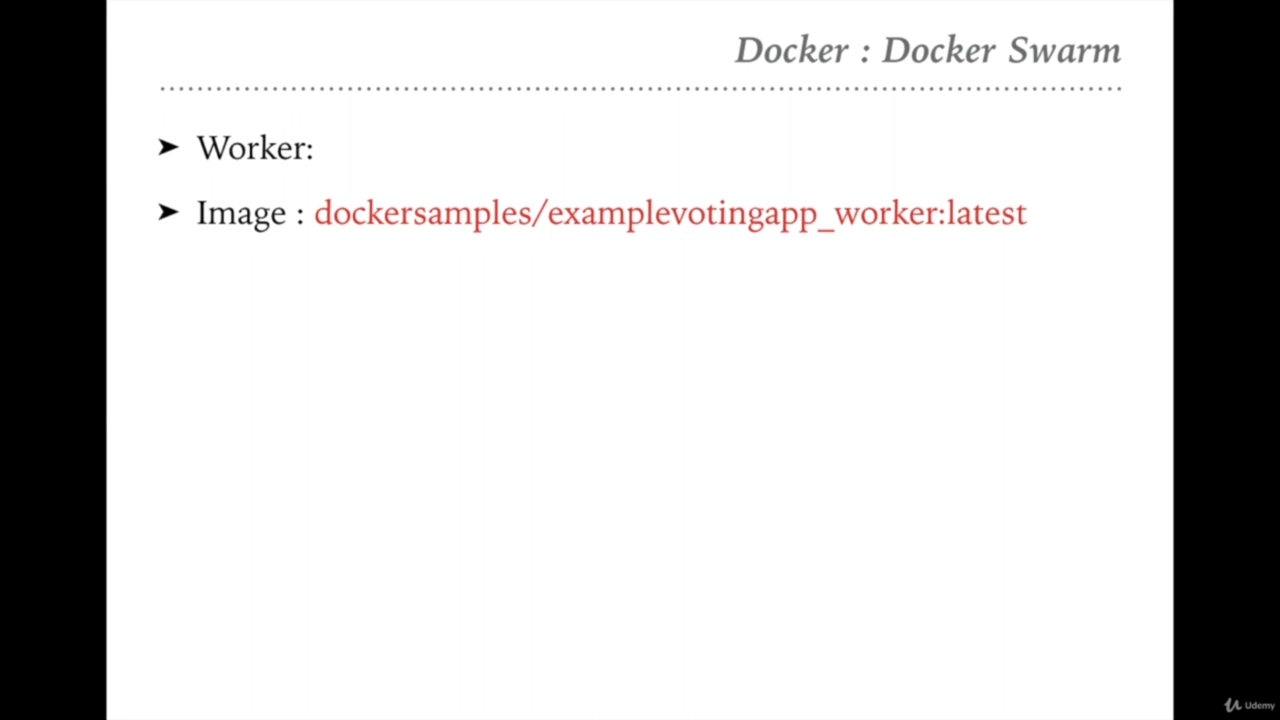 Docker : Docker Swarm
➤ Worker:
➤ Image : dockersamples/examplevotingapp_worker:latest
Udemy